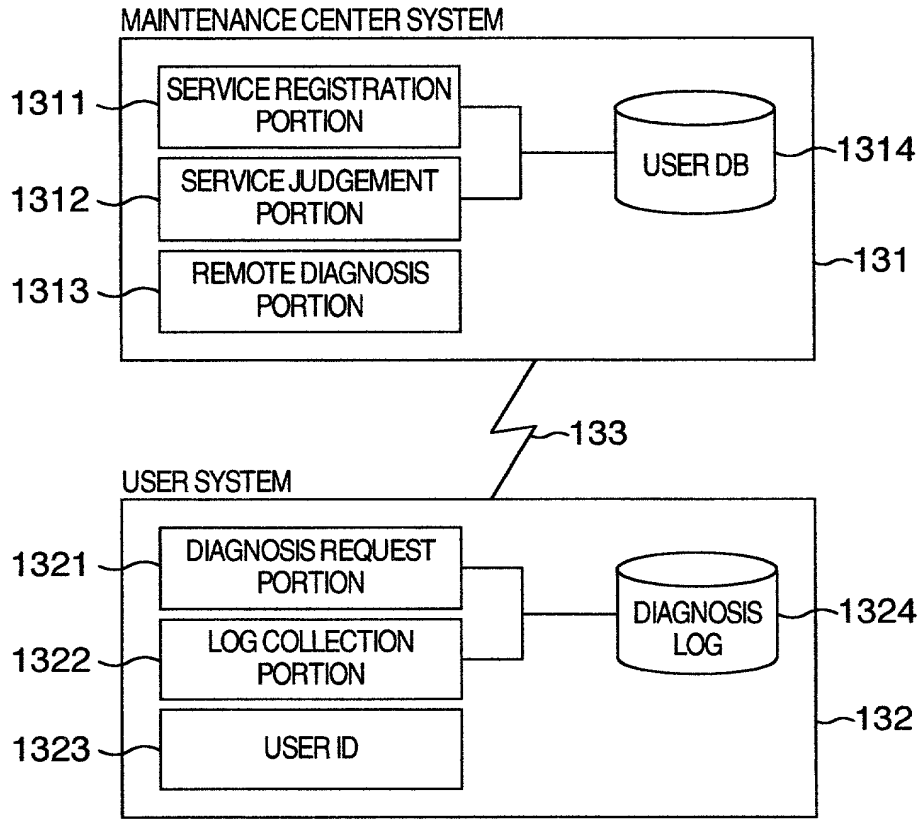 MAINTENANCE CENTER SYSTEM
1311
SERVICE REGISTRATION
PORTION
1312
SERVICE JUDGEMENT
PORTION
1313
REMOTE DIAGNOSIS
PORTION
USER DB
1314
131
133
USER SYSTEM
1321
DIAGNOSIS REQUEST
PORTION
1322
LOG COLLECTION
PORTION
1323
USER ID
DIAGNOSIS
LOG
1324
132